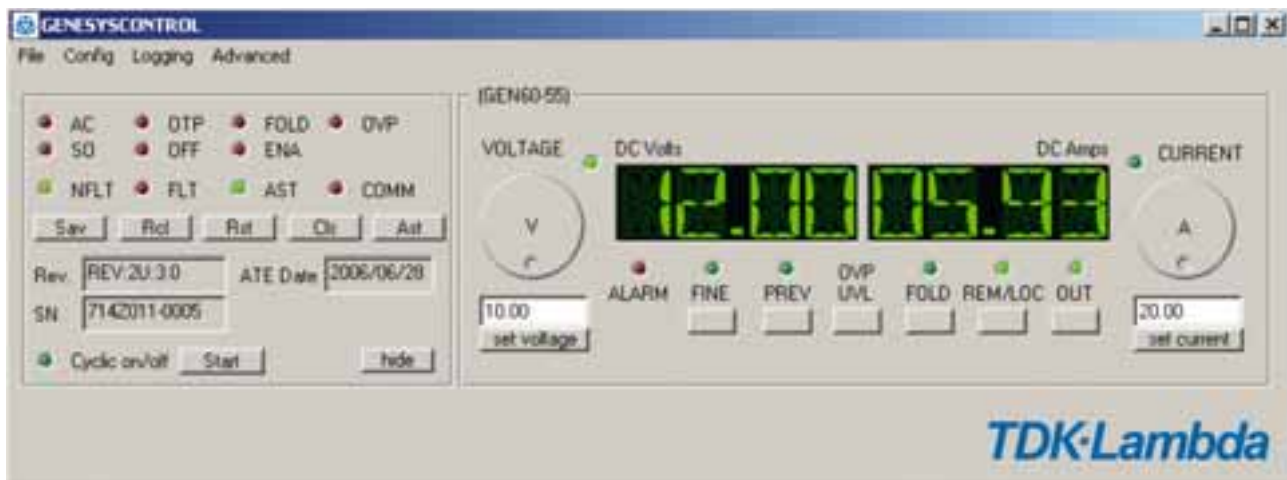 GENESYSCONTROL
File Config Logging Advanced
AC OTP FOLD OVP
SO OFF ENA
NFLT FLT AST COMM
Sav Rcl Rst Cls Ast
Rev. REV:2U:3.0 ATE Date 2006/06/28
SN 714Z011-0005
Cyclic on/off Start hide
(GEN60-55)
VOLTAGE DC Volts DC Amps CURRENT
12.00 05.93
V A
ALARM FINE PREV OVP UVL FOLD REM/LOC OUT
10.00 20.00
set voltage set current
TDK·Lambda